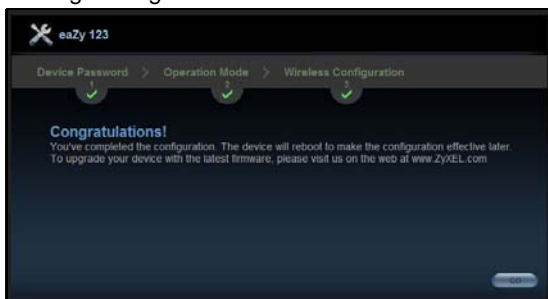 eaZy 123
Device Password > Operation Mode > Wireless Configuration
1 2 3
Congratulations!
You've completed the configuration. The device will reboot to make the configuration effective later.
To upgrade your device with the latest firmware, please visit us on the web at www.ZyXEL.com
GO